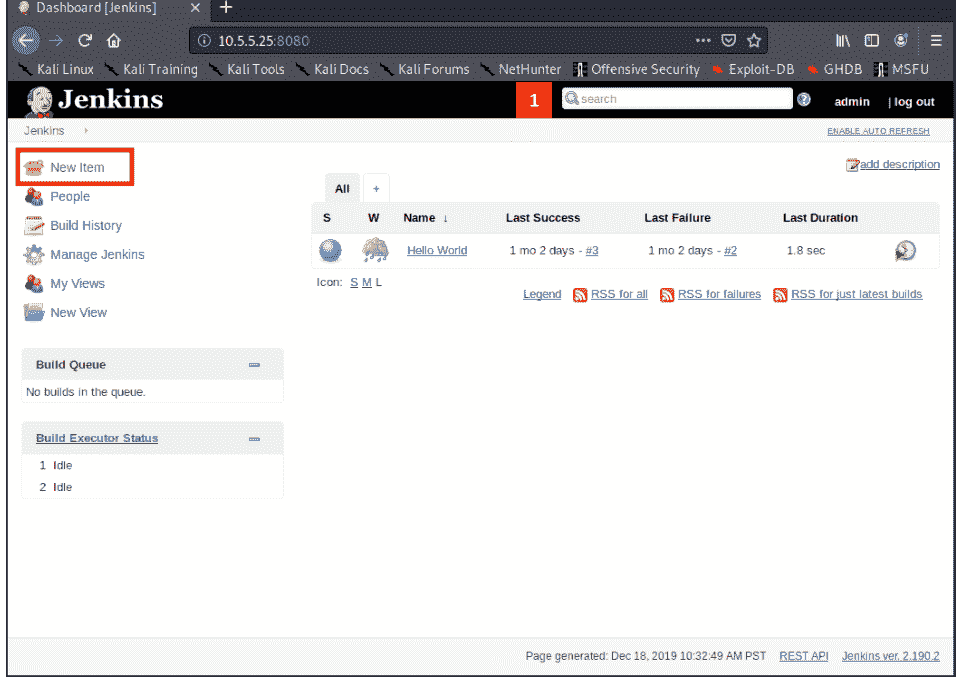 Dashboard [Jenkins]
10.5.5.25:8080
Kali Linux Kali Training Kali Tools Kali Docs Kali Forums NetHunter Offensive Security Exploit-DB GHDB MSFU
Jenkins 1 search admin | log out
Jenkins ENABLE AUTO REFRESH
New Item
People
Build History
Manage Jenkins
My Views
New View
Build Queue
No builds in the queue.
Build Executor Status
1 Idle
2 Idle
add description
All +
S W Name ↓ Last Success Last Failure Last Duration
Hello World 1 mo 2 days - #3 1 mo 2 days - #2 1.8 sec
Icon: S M L
Legend RSS for all RSS for failures RSS for just latest builds
Page generated: Dec 18, 2019 10:32:49 AM PST REST API Jenkins ver. 2.190.2